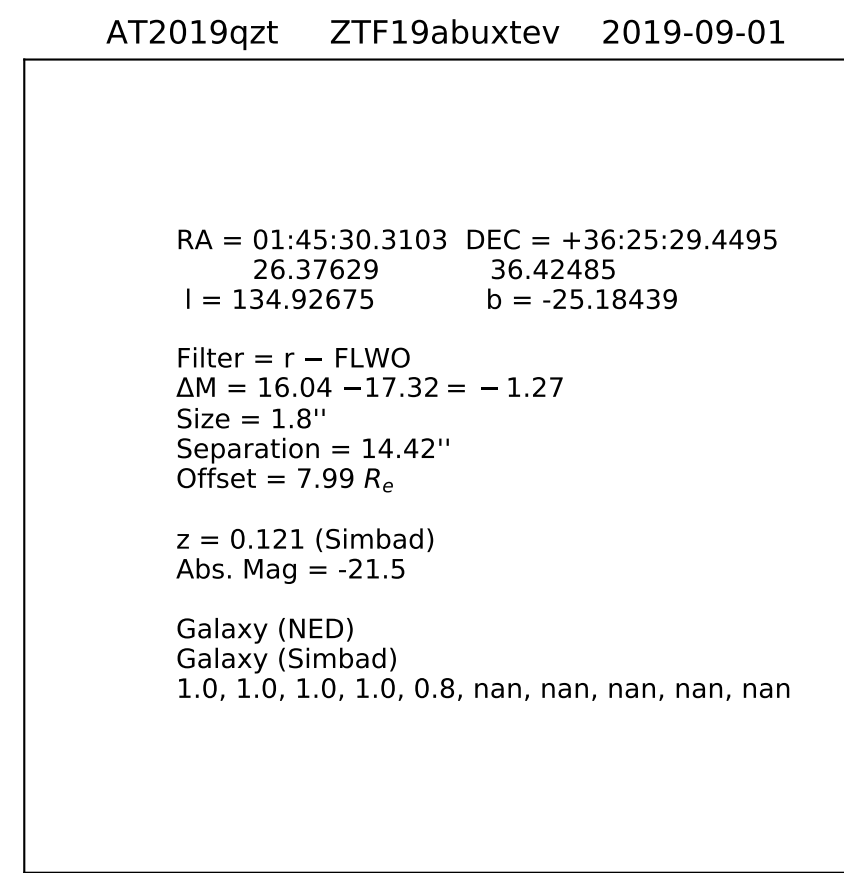 AT2019qzt ZTF19abuxtev 2019-09-01
RA = 01:45:30.3103 DEC = +36:25:29.4495
26.37629 36.42485
l = 134.92675 b = -25.18439
Filter = r − FLWO
ΔM = 16.04 −17.32 = − 1.27
Size = 1.8''
Separation = 14.42''
Offset = 7.99 Re
z = 0.121 (Simbad)
Abs. Mag = -21.5
Galaxy (NED)
Galaxy (Simbad)
1.0, 1.0, 1.0, 1.0, 0.8, nan, nan, nan, nan, nan